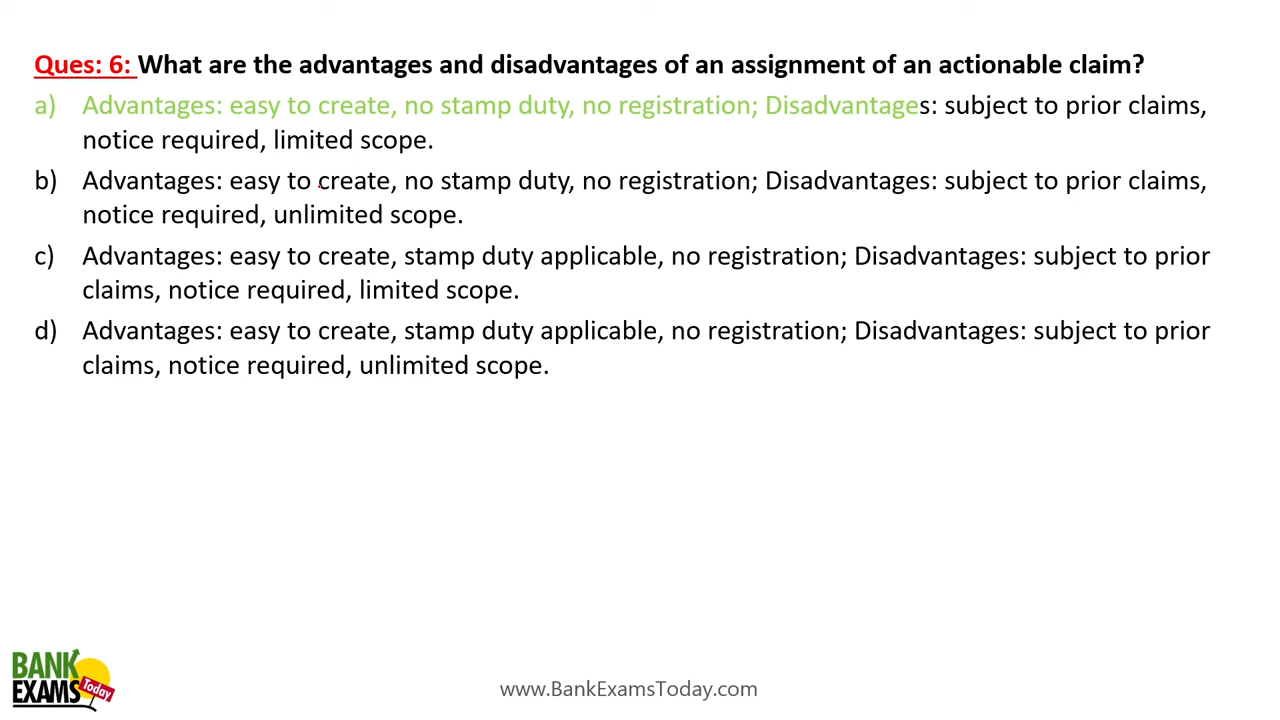 Ques: 6: What are the advantages and disadvantages of an assignment of an actionable claim?
a) Advantages: easy to create, no stamp duty, no registration; Disadvantages: subject to prior claims,
notice required, limited scope.
b) Advantages: easy to create, no stamp duty, no registration; Disadvantages: subject to prior claims,
notice required, unlimited scope.
c) Advantages: easy to create, stamp duty applicable, no registration; Disadvantages: subject to prior
claims, notice required, limited scope.
d) Advantages: easy to create, stamp duty applicable, no registration; Disadvantages: subject to prior
claims, notice required, unlimited scope.
BANK
EXAMS
Today
www.BankExamsToday.com